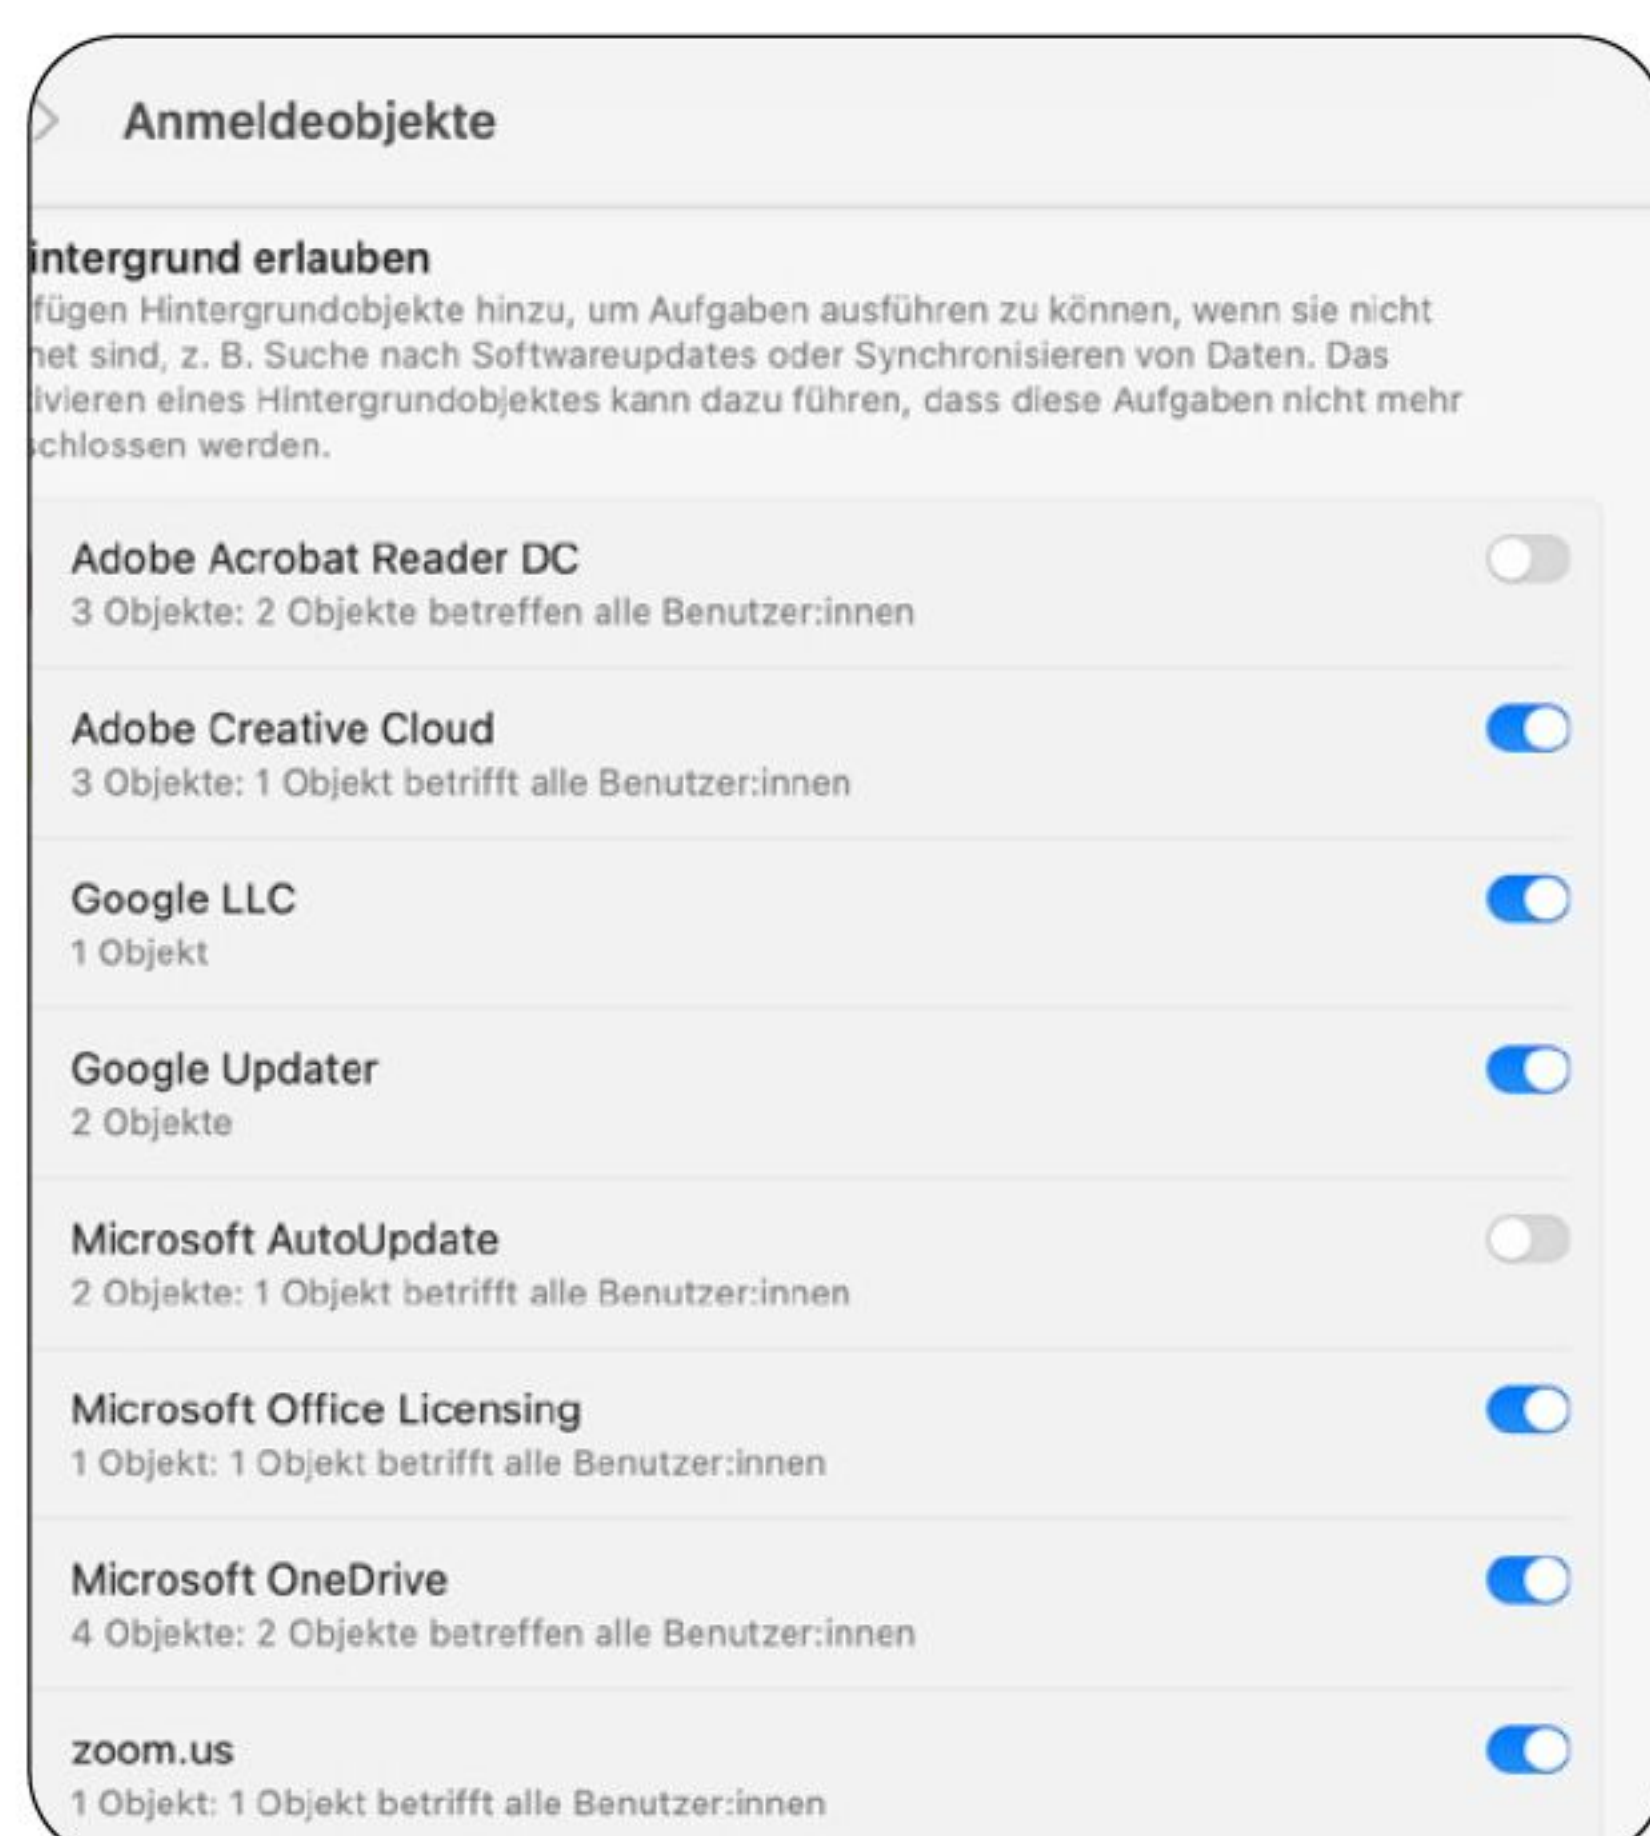 Anmeldeobjekte
intergrund erlauben
fügen Hintergrundobjekte hinzu, um Aufgaben ausführen zu können, wenn sie nicht
net sind, z. B. Suche nach Softwareupdates oder Synchronisieren von Daten. Das
ivieren eines Hintergrundobjektes kann dazu führen, dass diese Aufgaben nicht mehr
schlossen werden.
Adobe Acrobat Reader DC
3 Objekte: 2 Objekte betreffen alle Benutzer:innen
Adobe Creative Cloud
3 Objekte: 1 Objekt betrifft alle Benutzer:innen
Google LLC
1 Objekt
Google Updater
2 Objekte
Microsoft AutoUpdate
2 Objekte: 1 Objekt betrifft alle Benutzer:innen
Microsoft Office Licensing
1 Objekt: 1 Objekt betrifft alle Benutzer:innen
Microsoft OneDrive
4 Objekte: 2 Objekte betreffen alle Benutzer:innen
zoom.us
1 Objekt: 1 Objekt betrifft alle Benutzer:innen